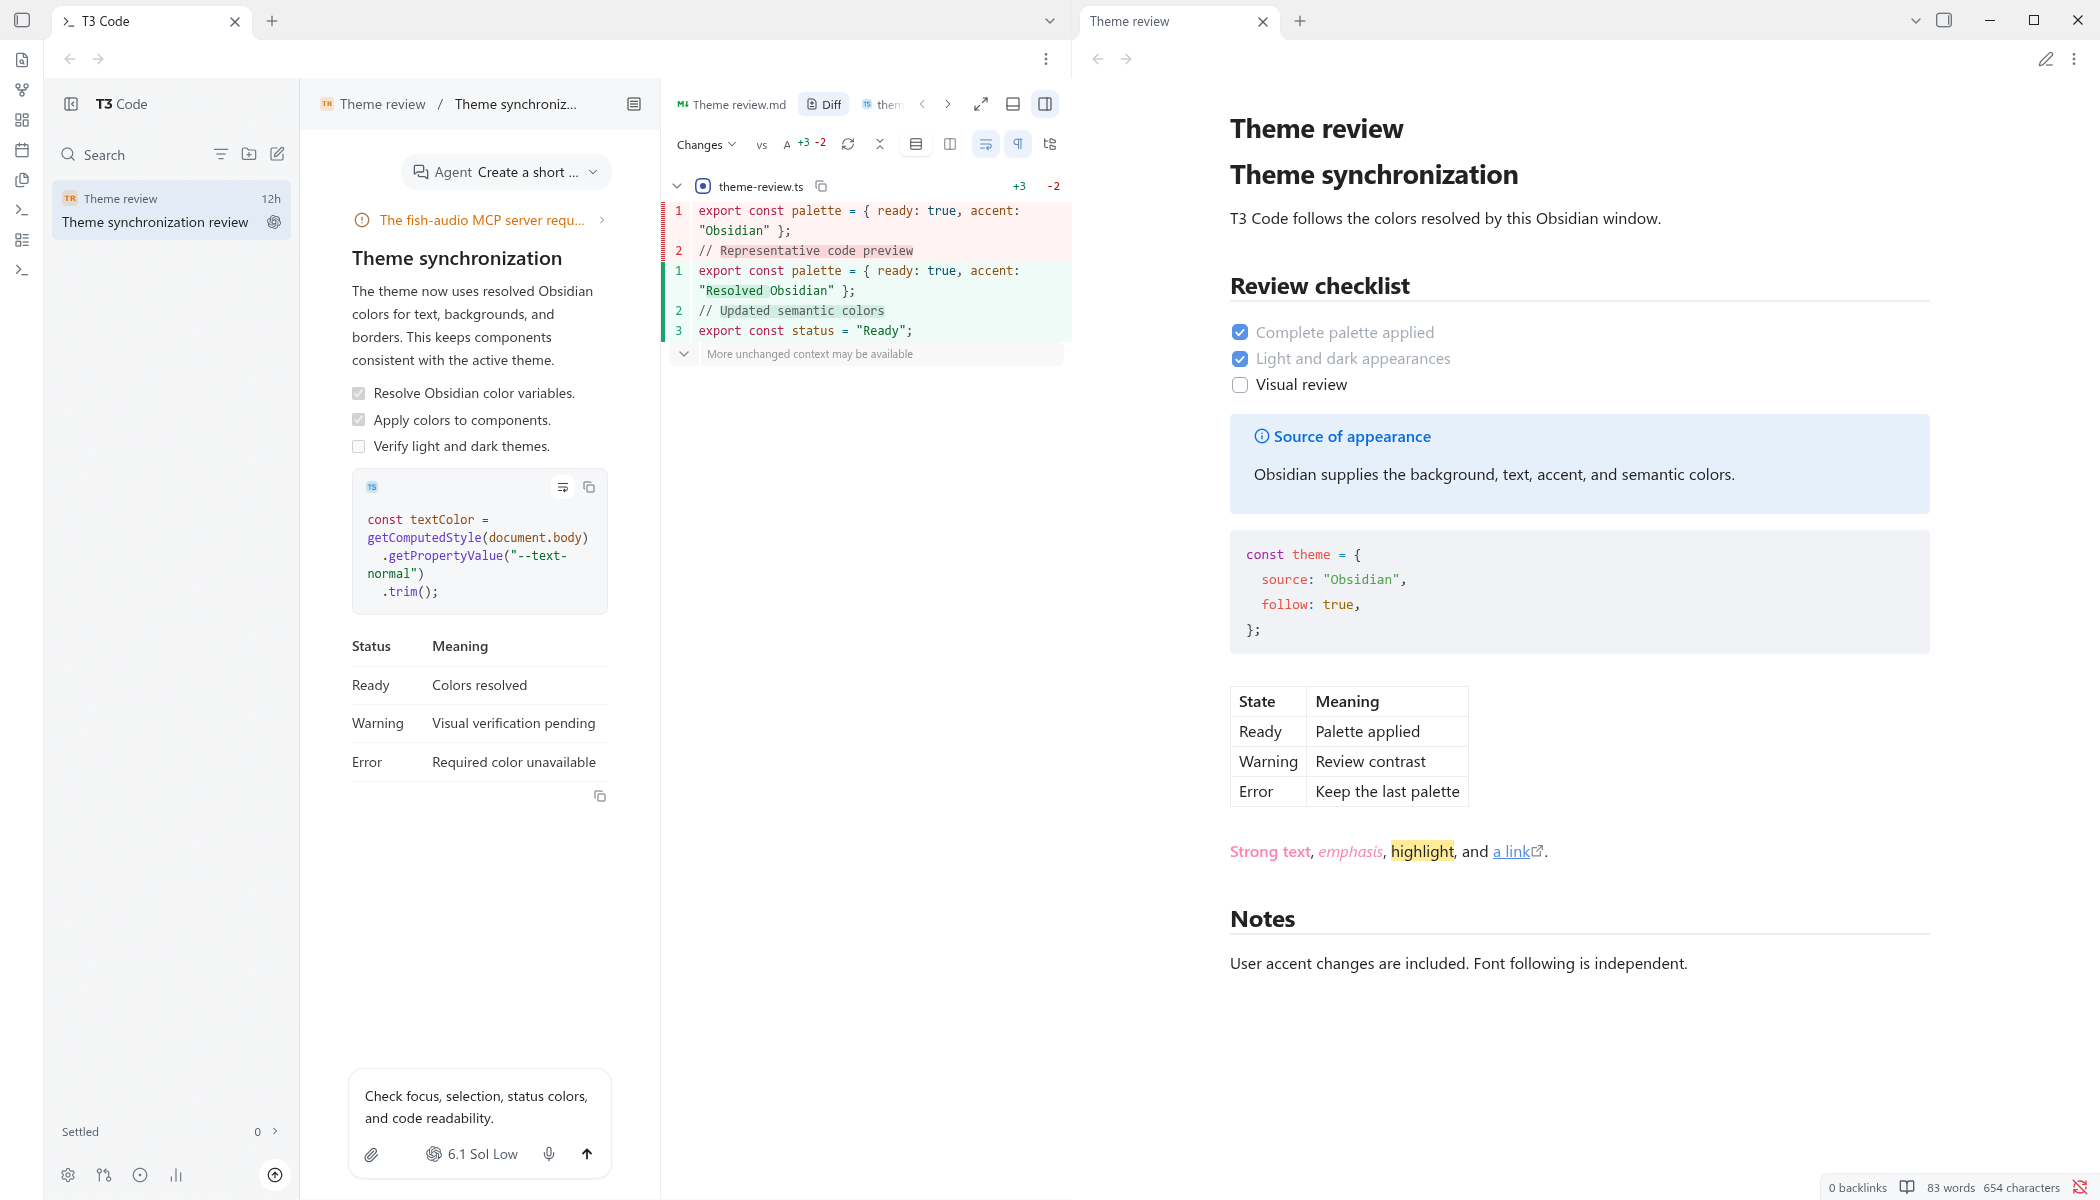 T3 Code
Theme review
T3 Code
Search
TR Theme review 12h
Theme synchronization review
Settled 0
TR Theme review / Theme synchroniz...
Agent Create a short ...
The fish-audio MCP server requ...
Theme synchronization
The theme now uses resolved Obsidian
colors for text, backgrounds, and
borders. This keeps components
consistent with the active theme.
Resolve Obsidian color variables.
Apply colors to components.
Verify light and dark themes.
TS
const textColor =
getComputedStyle(document.body)
.getPropertyValue("--text-
normal")
.trim();
Status Meaning
Ready Colors resolved
Warning Visual verification pending
Error Required color unavailable
Check focus, selection, status colors,
and code readability.
6.1 Sol Low
M Theme review.md Diff TS them
Changes vs A +3 -2
theme-review.ts +3 -2
1 export const palette = { ready: true, accent:
"Obsidian" };
2 // Representative code preview
1 export const palette = { ready: true, accent:
"Resolved Obsidian" };
2 // Updated semantic colors
3 export const status = "Ready";
More unchanged context may be available
Theme review
Theme synchronization
T3 Code follows the colors resolved by this Obsidian window.
Review checklist
Complete palette applied
Light and dark appearances
Visual review
Source of appearance
Obsidian supplies the background, text, accent, and semantic colors.
const theme = {
source: "Obsidian",
follow: true,
};
State Meaning
Ready Palette applied
Warning Review contrast
Error Keep the last palette
Strong text, emphasis, highlight, and a link.
Notes
User accent changes are included. Font following is independent.
0 backlinks 83 words 654 characters